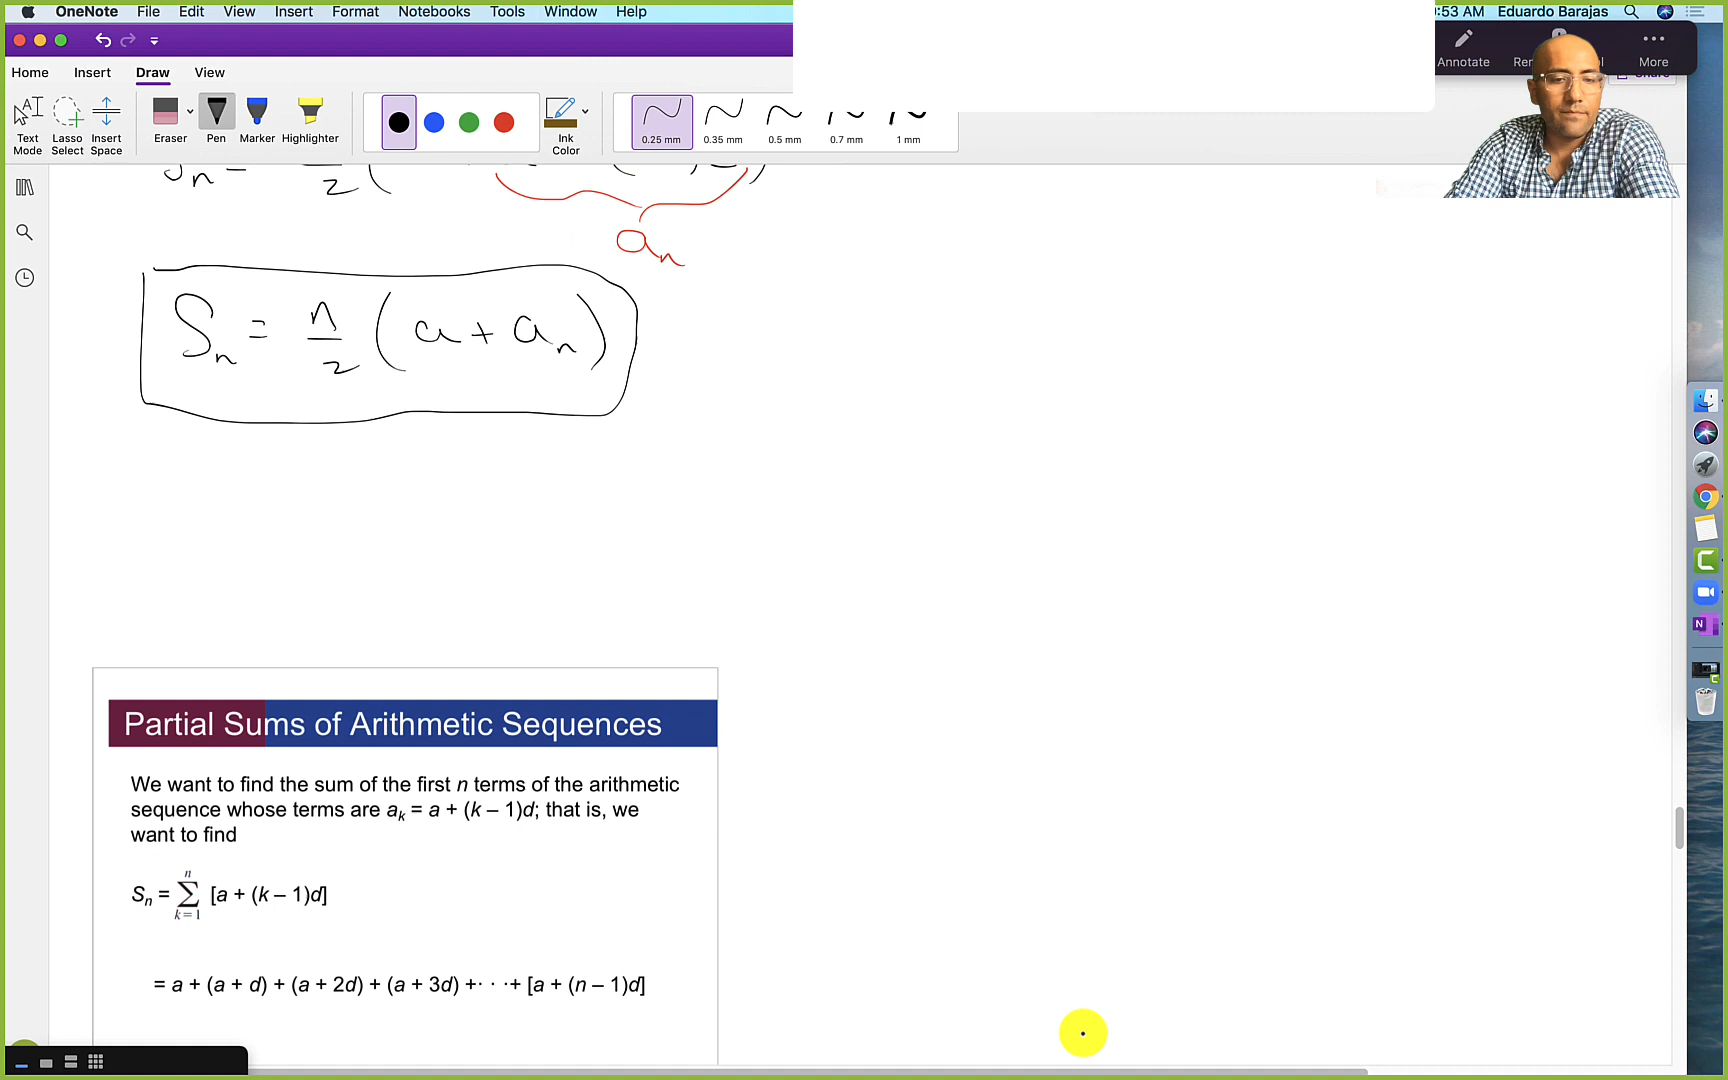 OneNote File Edit View Insert Format Notebooks Tools Window Help
:53 AM Eduardo Barajas
Home Insert Draw View
Annotate
More
Share
Text Mode
Lasso Select
Insert Space
Eraser
Pen
Marker
Highlighter
Ink Color
0.25 mm 0.35 mm 0.5 mm 0.7 mm 1 mm
aₙ
Sₙ = n/2 (a + aₙ)
Partial Sums of Arithmetic Sequences
We want to find the sum of the first n terms of the arithmetic
sequence whose terms are aₖ = a + (k – 1)d; that is, we
want to find
Sₙ = ∑ₖ₌₁ⁿ [a + (k – 1)d]
= a + (a + d) + (a + 2d) + (a + 3d) +· · ·+ [a + (n – 1)d]